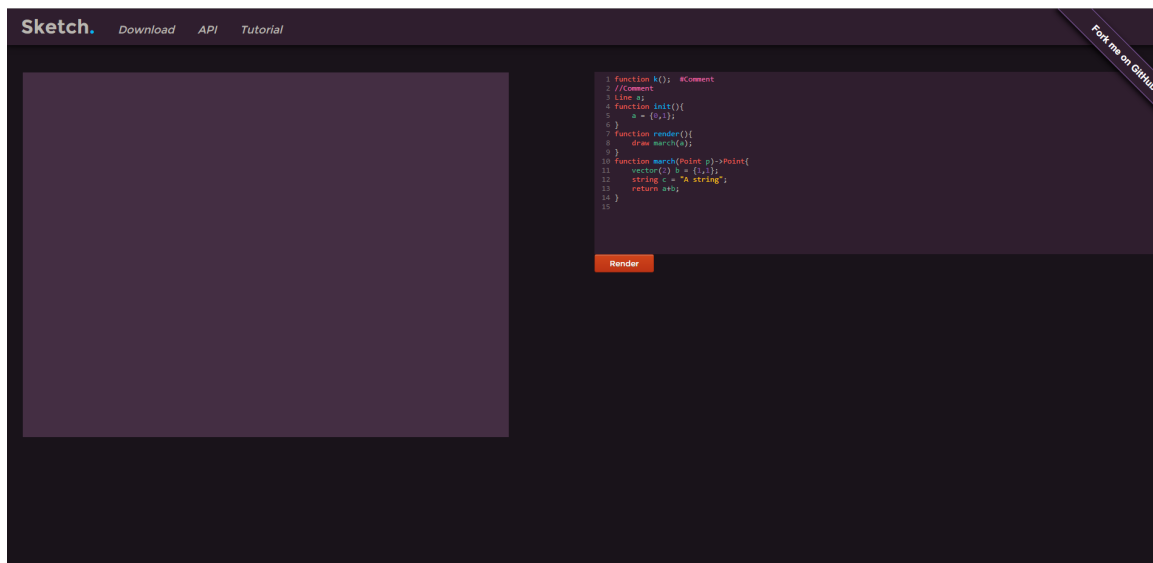 Sketch. Download API Tutorial
Fork me on GitHub
1 function k();  #Comment
2 //Comment
3 Line a;
4 function init(){
5     a = {0,1};
6 }
7 function render(){
8     draw march(a);
9 }
10 function march(Point p)->Point{
11     vector(2) b = {1,1};
12     string c = "A string";
13     return a+b;
14 }
15
Render